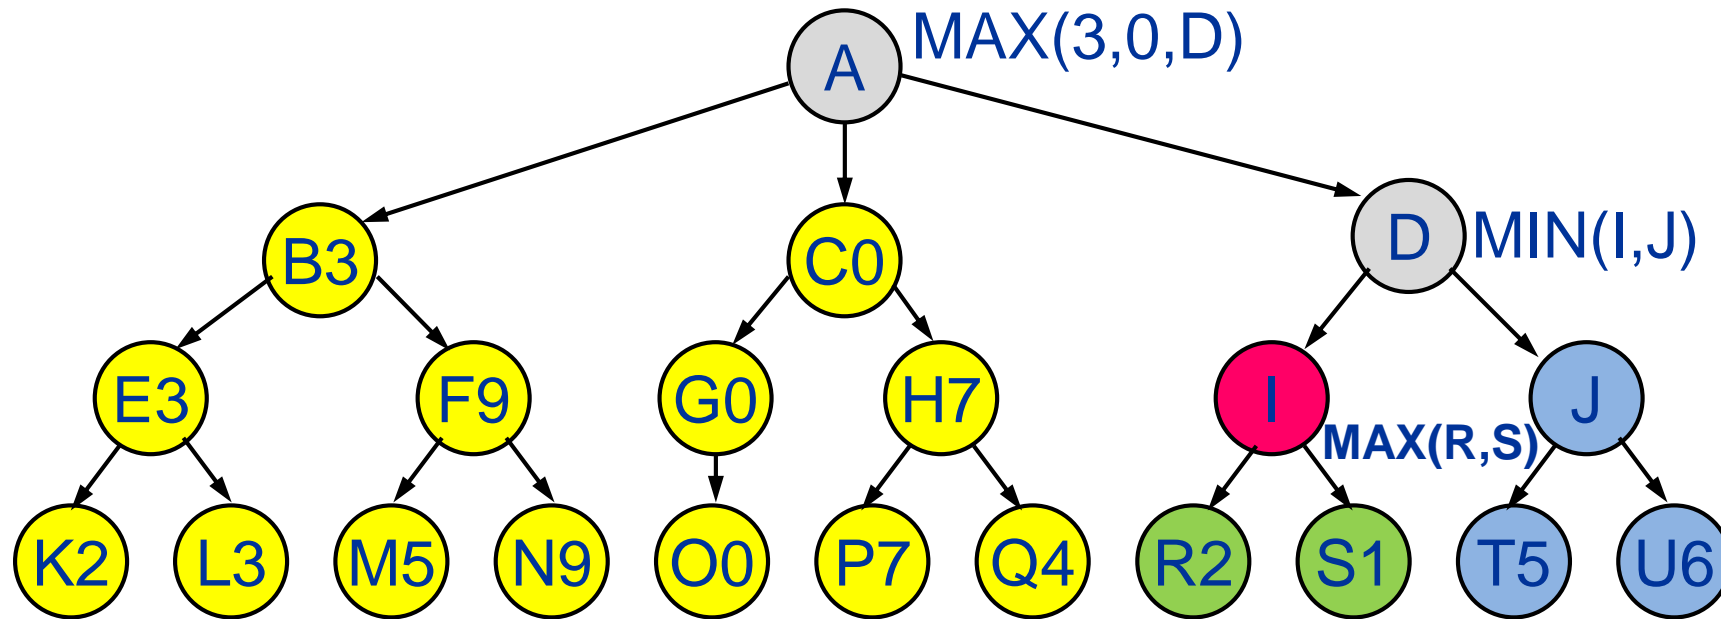 A MAX(3,0,D)
B3 C0 D MIN(I,J)
E3 F9 G0 H7 I J
MAX(R,S)
K2 L3 M5 N9 O0 P7 Q4 R2 S1 T5 U6